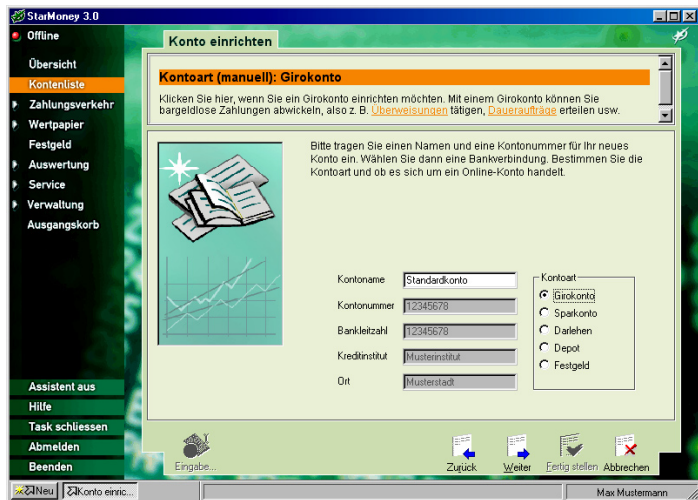 StarMoney 3.0
Offline
Übersicht
Kontenliste
Zahlungsverkehr
Wertpapier
Festgeld
Auswertung
Service
Verwaltung
Ausgangskorb
Assistent aus
Hilfe
Task schliessen
Abmelden
Beenden
Konto einrichten
Kontoart (manuell): Girokonto
Klicken Sie hier, wenn Sie ein Girokonto einrichten möchten. Mit einem Girokonto können Sie
bargeldlose Zahlungen abwickeln, also z. B. Überweisungen tätigen, Daueraufträge erteilen usw.
Bitte tragen Sie einen Namen und eine Kontonummer für Ihr neues
Konto ein. Wählen Sie dann eine Bankverbindung. Bestimmen Sie die
Kontoart und ob es sich um ein Online-Konto handelt.
Kontoname Standardkonto
Kontonummer 12345678
Bankleitzahl 12345678
Kreditinstitut Musterinstitut
Ort Musterstadt
Kontoart
Girokonto
Sparkonto
Darlehen
Depot
Festgeld
Eingabe... Zurück Weiter Fertig stellen Abbrechen
Neu Konto einric... Max Mustermann